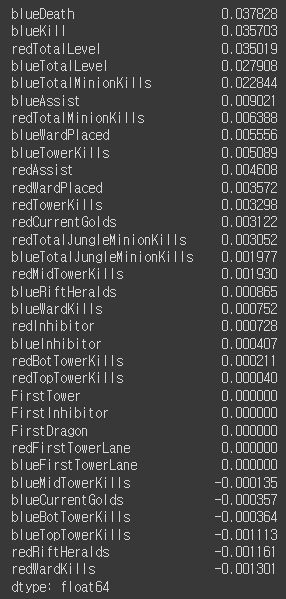 blueDeath 0.037828
blueKill 0.035703
redTotalLevel 0.035019
blueTotalLevel 0.027908
blueTotalMinionKills 0.022844
blueAssist 0.009021
redTotalMinionKills 0.006388
blueWardPlaced 0.005556
blueTowerKills 0.005089
redAssist 0.004608
redWardPlaced 0.003572
redTowerKills 0.003298
redCurrentGolds 0.003122
redTotalJungleMinionKills 0.003052
blueTotalJungleMinionKills 0.001977
redMidTowerKills 0.001930
blueRiftHeralds 0.000865
blueWardKills 0.000752
redInhibitor 0.000728
blueInhibitor 0.000407
redBotTowerKills 0.000211
redTopTowerKills 0.000040
FirstTower 0.000000
FirstInhibitor 0.000000
FirstDragon 0.000000
redFirstTowerLane 0.000000
blueFirstTowerLane 0.000000
blueMidTowerKills -0.000135
blueCurrentGolds -0.000357
blueBotTowerKills -0.000364
blueTopTowerKills -0.001113
redRiftHeralds -0.001161
redWardKills -0.001301
dtype: float64